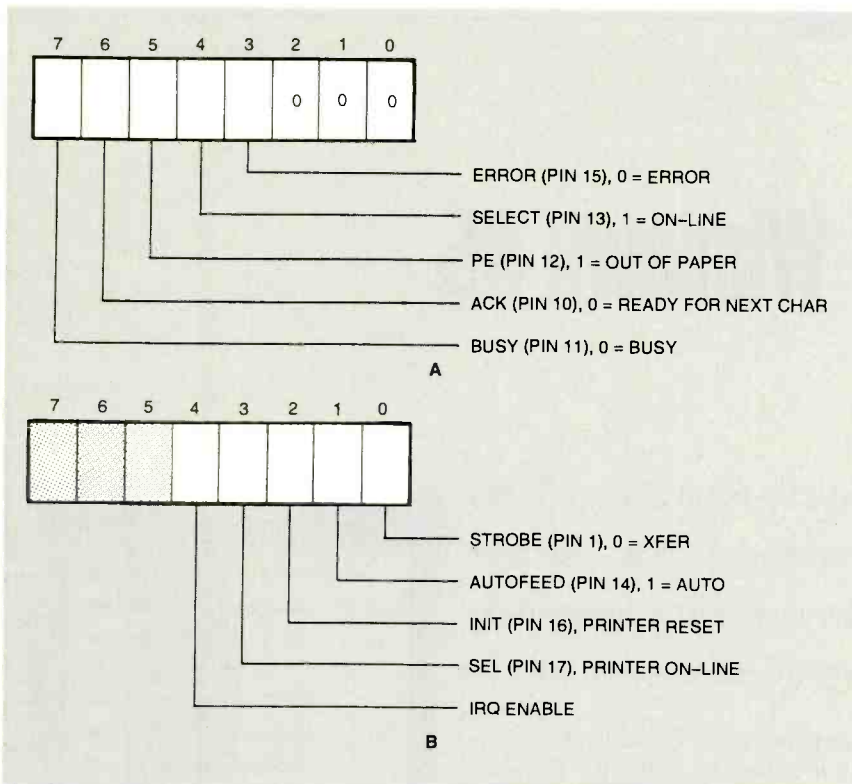 7 6 5 4 3 2 1 0
0 0 0
ERROR (PIN 15), 0 = ERROR
SELECT (PIN 13), 1 = ON–LINE
PE (PIN 12), 1 = OUT OF PAPER
ACK (PIN 10), 0 = READY FOR NEXT CHAR
BUSY (PIN 11), 0 = BUSY
A
7 6 5 4 3 2 1 0
STROBE (PIN 1), 0 = XFER
AUTOFEED (PIN 14), 1 = AUTO
INIT (PIN 16), PRINTER RESET
SEL (PIN 17), PRINTER ON–LINE
IRQ ENABLE
B